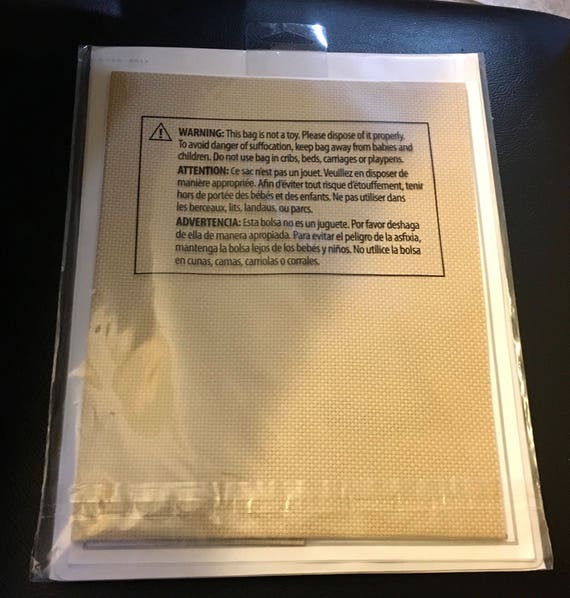 WARNING: This bag is not a toy. Please dispose of it properly.
To avoid danger of suffocation, keep bag away from babies and
children. Do not use bag in cribs, beds, carriages or playpens.
ATTENTION: Ce sac n'est pas un jouet. Veuillez en disposer de
manière appropriée. Afin d'éviter tout risque d'étouffement, tenir
hors de portée des bébés et des enfants. Ne pas utiliser dans
les berceaux, lits, landaus, ou parcs.
ADVERTENCIA: Esta bolsa no es un juguete. Por favor deshaga
de ella de manera apropiada. Para evitar el peligro de la asfixia,
mantenga la bolsa lejos de los bebés y niños. No utilice la bolsa
en cunas, camas, carriolas o corrales.